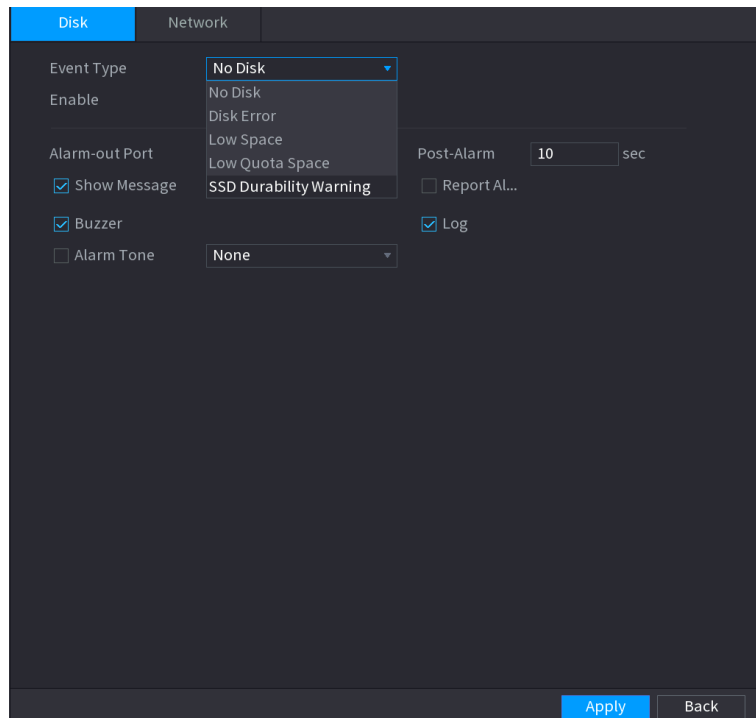 Disk Network
Event Type No Disk
No Disk
Enable
Disk Error
Low Space
Alarm-out Port Post-Alarm 10 sec
Low Quota Space
Show Message SSD Durability Warning Report Al...
Buzzer Log
Alarm Tone None
Apply Back